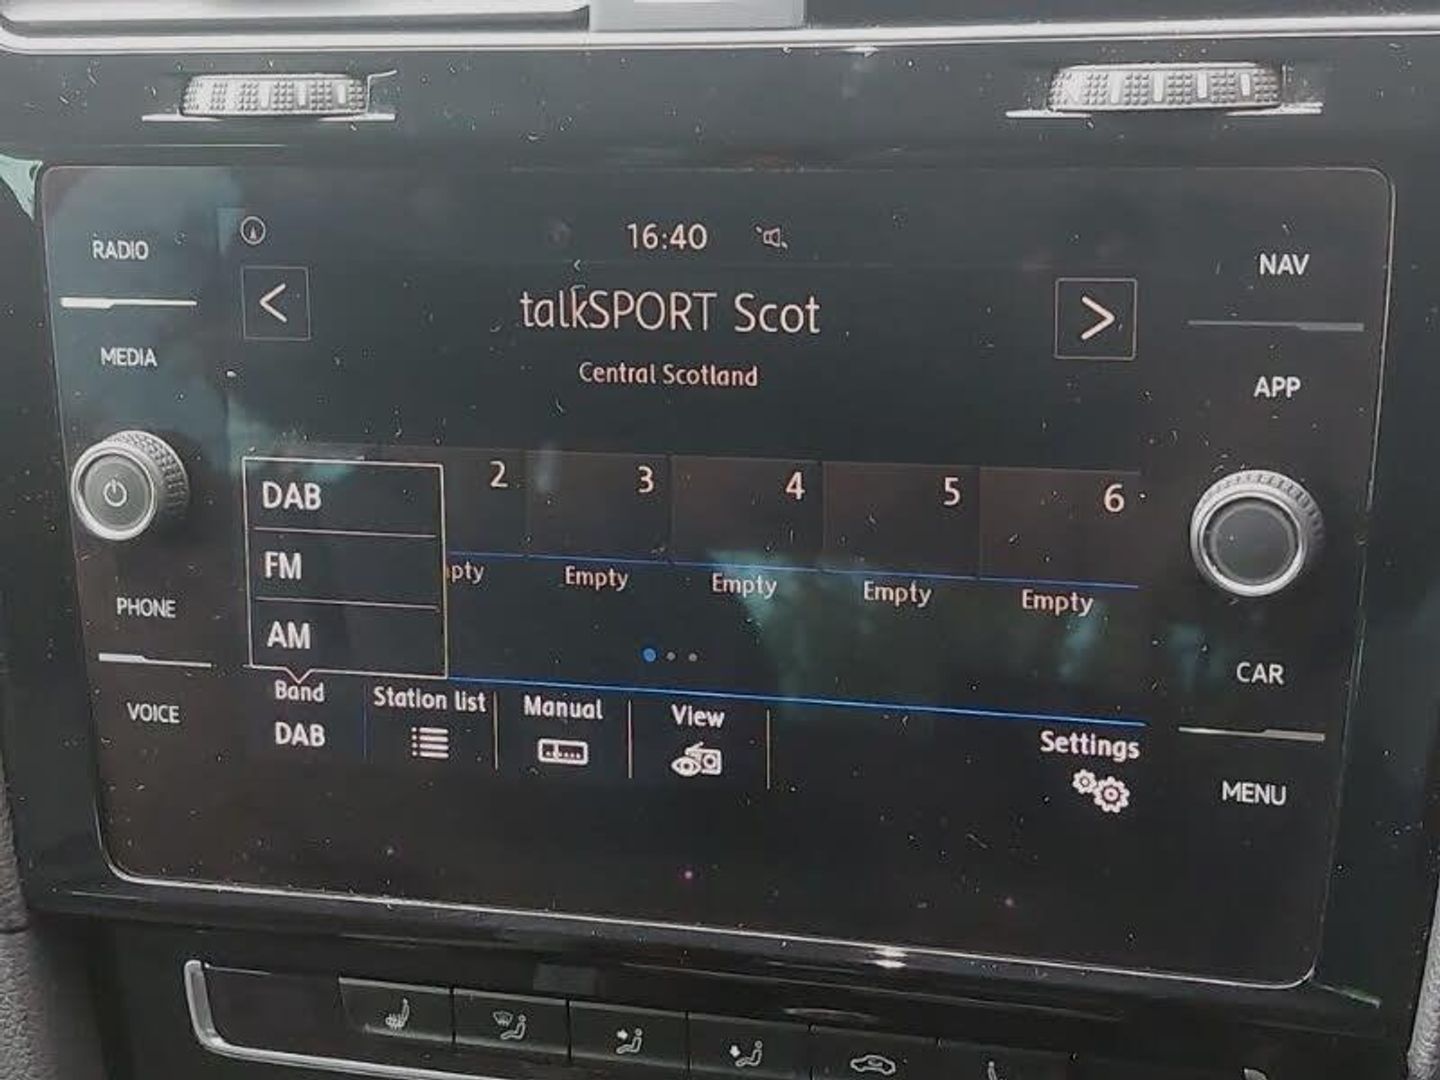 16:40
RADIO
NAV
talkSPORT Scot
MEDIA
Central Scotland
APP
DAB
2
3
4
5
6
FM
pty
Empty
Empty
Empty
Empty
PHONE
AM
CAR
VOICE
Band
DAB
Station list
Manual
View
Settings
MENU